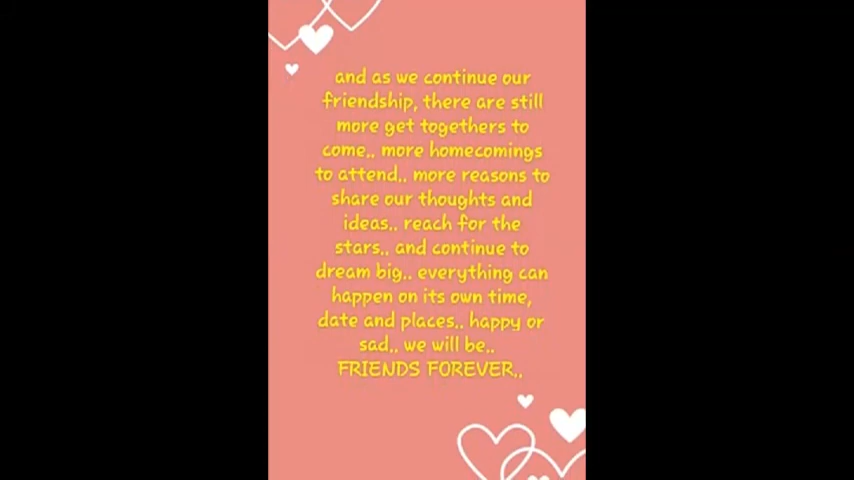 and as we continue our
friendship, there are still
more get togethers to
come.. more homecomings
to attend.. more reasons to
share our thoughts and
ideas.. reach for the
stars.. and continue to
dream big.. everything can
happen on its own time,
date and places.. happy or
sad.. we will be..
FRIENDS FOREVER..